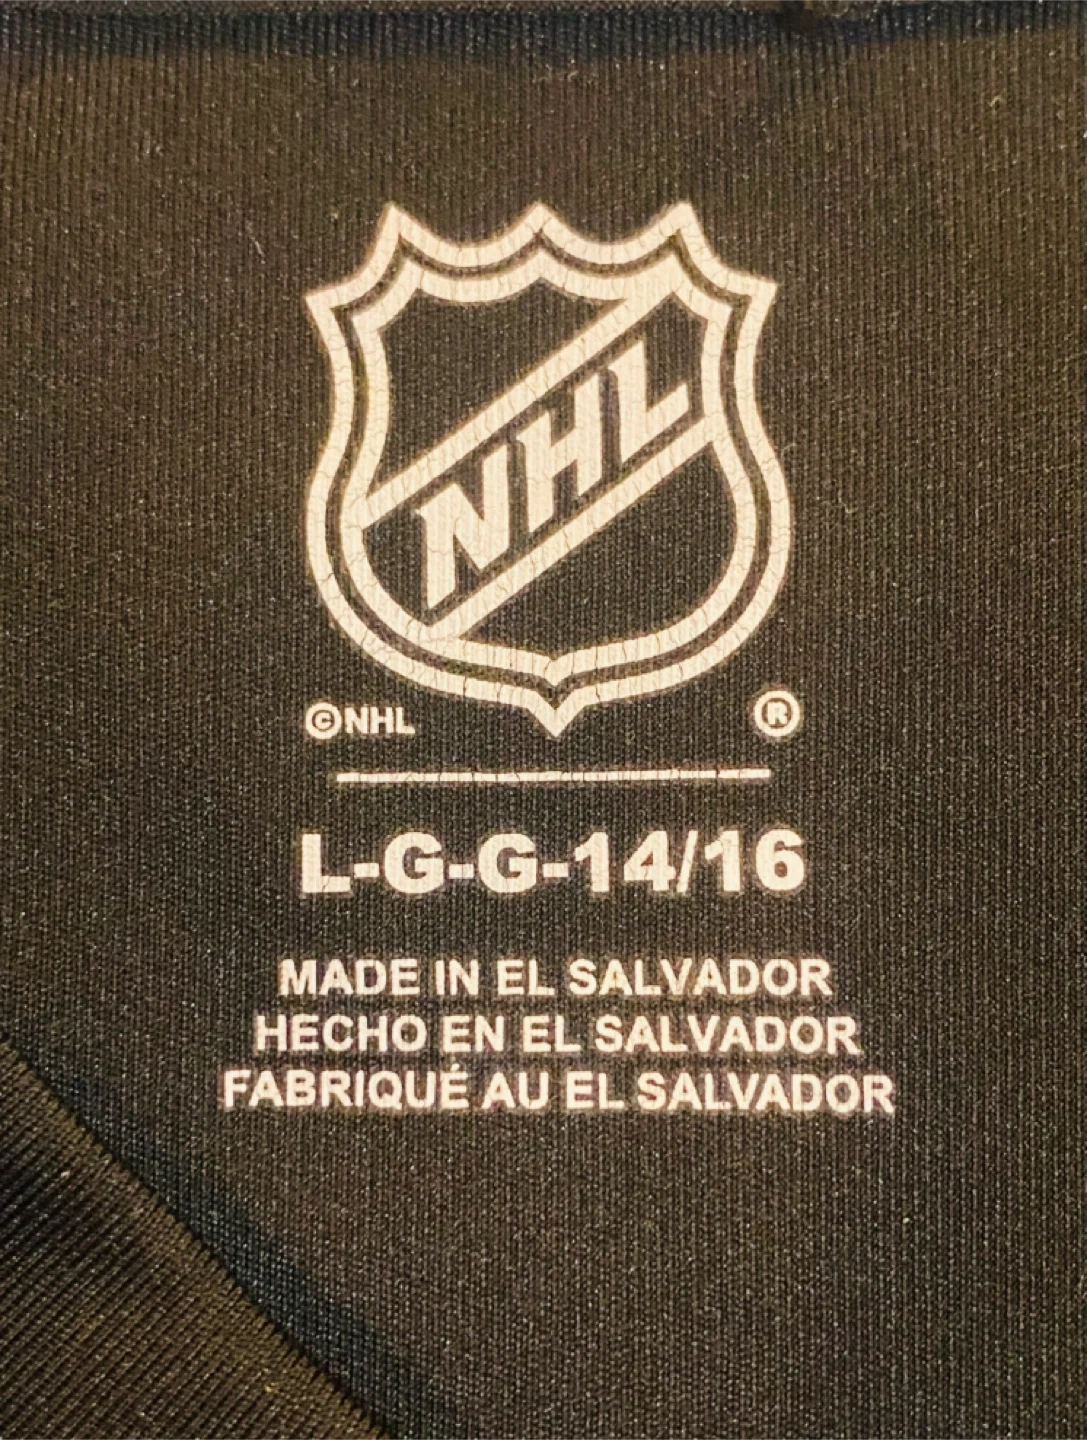 NHL
©NHL ®
L-G-G-14/16
MADE IN EL SALVADOR
HECHO EN EL SALVADOR
FABRIQUÉ AU EL SALVADOR